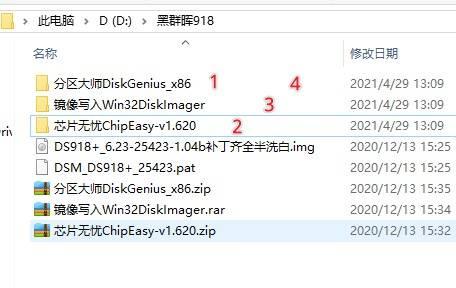 此电脑 > D (D:) > 黑群晖918
名称 修改日期
分区大师DiskGenius_x86 1 4 2021/4/29 13:09
镜像写入Win32DiskImager 3 2021/4/29 13:09
芯片无忧ChipEasy-v1.620 2 2021/4/29 13:09
DS918+_6.23-25423-1.04b补丁齐全半洗白.img 2020/12/13 15:25
DSM_DS918+_25423.pat 2020/12/13 15:25
分区大师DiskGenius_x86.zip 2020/12/13 15:35
镜像写入Win32DiskImager.rar 2020/12/13 15:34
芯片无忧ChipEasy-v1.620.zip 2020/12/13 15:32